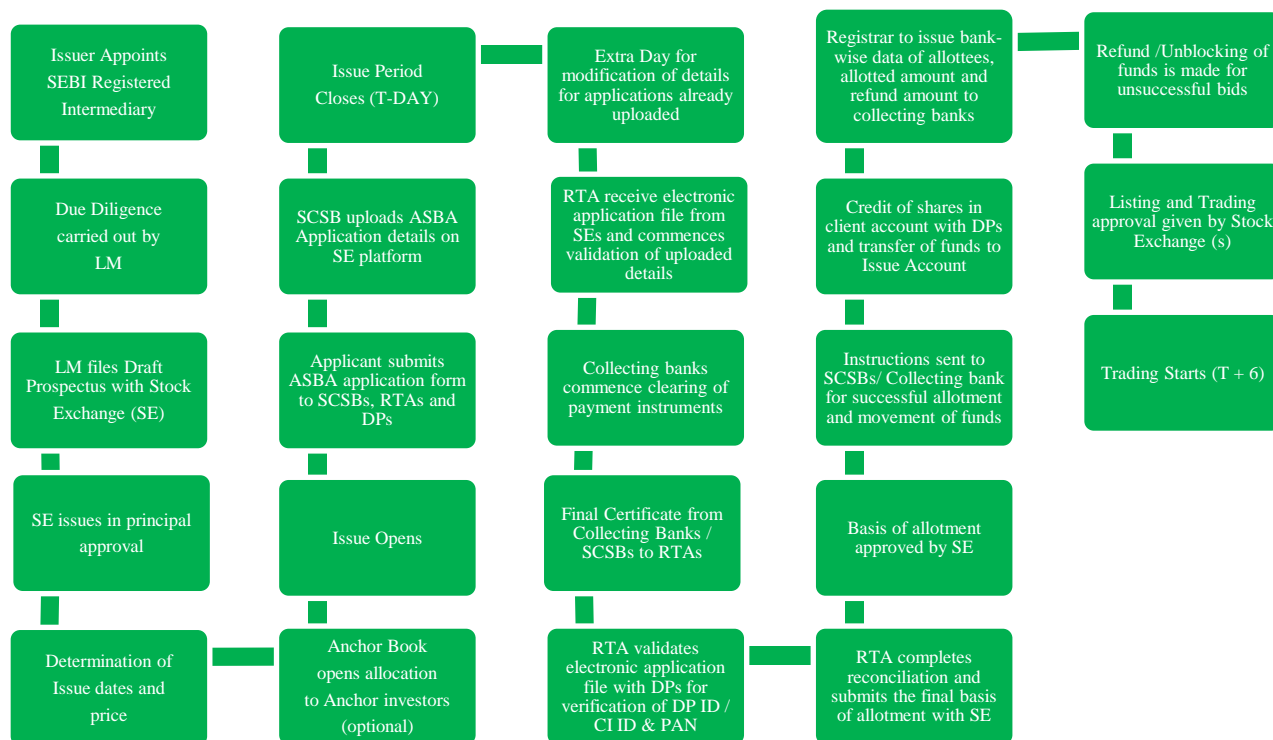 Issuer Appoints
SEBI Registered
Intermediary
Due Diligence
carried out by
LM
LM files Draft
Prospectus with Stock
Exchange (SE)
SE issues in principal
approval
Determination of
Issue dates and
price
Anchor Book
opens allocation
to Anchor investors
(optional)
Issue Opens
Applicant submits
ASBA application form
to SCSBs, RTAs and
DPs
SCSB uploads ASBA
Application details on
SE platform
Issue Period
Closes (T-DAY)
Extra Day for
modification of details
for applications already
uploaded
RTA receive electronic
application file from
SEs and commences
validation of uploaded
details
Collecting banks
commence clearing of
payment instruments
Final Certificate from
Collecting Banks /
SCSBs to RTAs
RTA validates
electronic application
file with DPs for
verification of DP ID /
CI ID & PAN
RTA completes
reconciliation and
submits the final basis
of allotment with SE
Basis of allotment
approved by SE
Instructions sent to
SCSBs/ Collecting bank
for successful allotment
and movement of funds
Credit of shares in
client account with DPs
and transfer of funds to
Issue Account
Registrar to issue bank-
wise data of allottees,
allotted amount and
refund amount to
collecting banks
Refund /Unblocking of
funds is made for
unsuccessful bids
Listing and Trading
approval given by Stock
Exchange (s)
Trading Starts (T + 6)